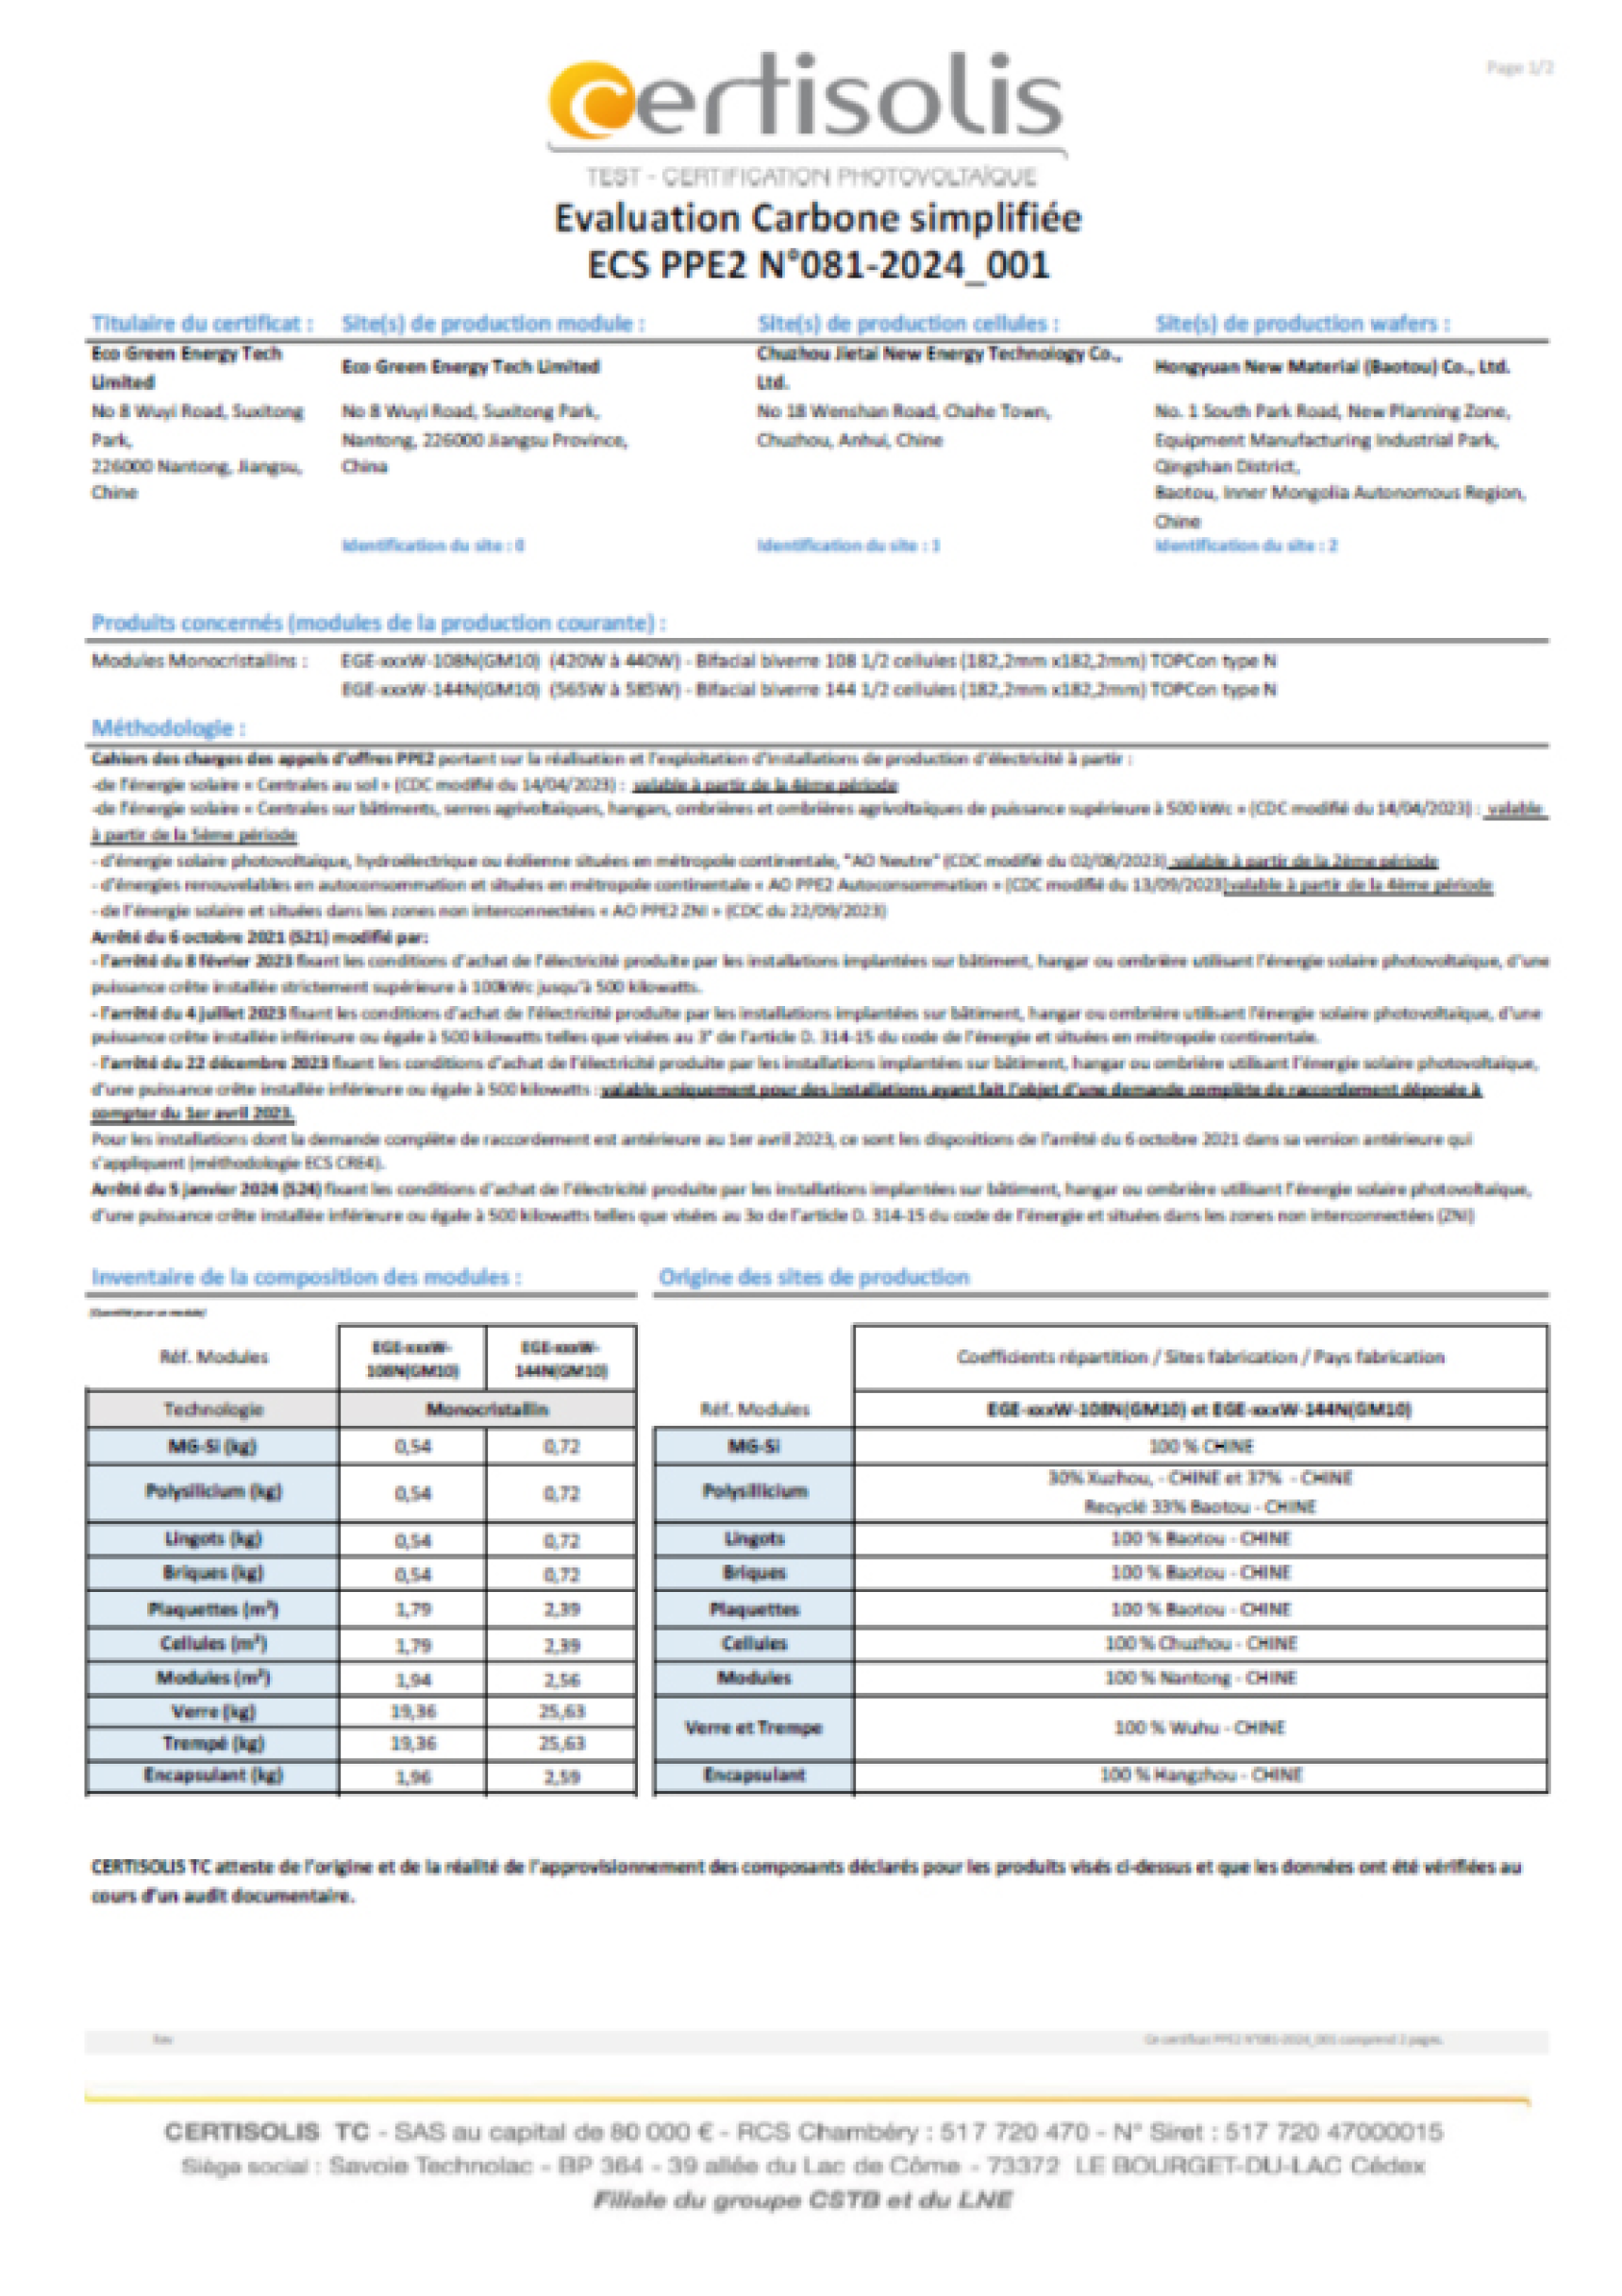 Page 1/2
certisolis
TEST - CERTIFICATION PHOTOVOLTAÏQUE
Evaluation Carbone simplifiée
ECS PPE2 N°081-2024_001
Titulaire du certificat : Site(s) de production module : Site(s) de production cellules : Site(s) de production wafers :
Eco Green Energy Tech Limited
No 8 Wuyi Road, Suxitong Park,
226000 Nantong, Jiangsu, Chine
Eco Green Energy Tech Limited
No 8 Wuyi Road, Suxitong Park,
Nantong, 226000 Jiangsu Province,
China
Identification du site : 0
Chuzhou Jietai New Energy Technology Co., Ltd.
No 18 Wenshan Road, Chahe Town,
Chuzhou, Anhui, Chine
Identification du site : 1
Hongyuan New Material (Baotou) Co., Ltd.
No. 1 South Park Road, New Planning Zone,
Equipment Manufacturing Industrial Park,
Qingshan District,
Baotou, Inner Mongolia Autonomous Region,
Chine
Identification du site : 2
Produits concernés (modules de la production courante) :
Modules Monocristallins : EGE-xxxW-108N(GM10) (420W à 440W) - Bifacial biverre 108 1/2 cellules (182,2mm x182,2mm) TOPCon type N
EGE-xxxW-144N(GM10) (565W à 585W) - Bifacial biverre 144 1/2 cellules (182,2mm x182,2mm) TOPCon type N
Méthodologie :
Cahiers des charges des appels d'offres PPE2 portant sur la réalisation et l'exploitation d'installations de production d'électricité à partir :
-de l'énergie solaire « Centrales au sol » (CDC modifié du 14/04/2023) : valable à partir de la 4ème période
-de l'énergie solaire « Centrales sur bâtiments, serres agrivoltaïques, hangars, ombrières et ombrières agrivoltaïques de puissance supérieure à 500 kWc » (CDC modifié du 14/04/2023) : valable
à partir de la 5ème période
- d'énergie solaire photovoltaïque, hydroélectrique ou éolienne situées en métropole continentale, "AO Neutre" (CDC modifié du 02/08/2023) valable à partir de la 2ème période
- d'énergies renouvelables en autoconsommation et situées en métropole continentale « AO PPE2 Autoconsommation » (CDC modifié du 13/09/2023)valable à partir de la 4ème période
- de l'énergie solaire et situées dans les zones non interconnectées « AO PPE2 ZNI » (CDC du 22/09/2023)
Arrêté du 6 octobre 2021 (S21) modifié par:
- l'arrêté du 8 février 2023 fixant les conditions d'achat de l'électricité produite par les installations implantées sur bâtiment, hangar ou ombrière utilisant l'énergie solaire photovoltaïque, d'une
puissance crête installée strictement supérieure à 100kWc jusqu'à 500 kilowatts.
- l'arrêté du 4 juillet 2023 fixant les conditions d'achat de l'électricité produite par les installations implantées sur bâtiment, hangar ou ombrière utilisant l'énergie solaire photovoltaïque, d'une
puissance crête installée inférieure ou égale à 500 kilowatts telles que visées au 3° de l'article D. 314-15 du code de l'énergie et situées en métropole continentale.
- l'arrêté du 22 décembre 2023 fixant les conditions d'achat de l'électricité produite par les installations implantées sur bâtiment, hangar ou ombrière utilisant l'énergie solaire photovoltaïque,
d'une puissance crête installée inférieure ou égale à 500 kilowatts : valable uniquement pour des installations ayant fait l'objet d'une demande complète de raccordement déposée à
compter du 1er avril 2023.
Pour les installations dont la demande complète de raccordement est antérieure au 1er avril 2023, ce sont les dispositions de l'arrêté du 6 octobre 2021 dans sa version antérieure qui
s'appliquent (méthodologie ECS CRE4).
Arrêté du 5 janvier 2024 (S24) fixant les conditions d'achat de l'électricité produite par les installations implantées sur bâtiment, hangar ou ombrière utilisant l'énergie solaire photovoltaïque,
d'une puissance crête installée inférieure ou égale à 500 kilowatts telles que visées au 3o de l'article D. 314-15 du code de l'énergie et situées dans les zones non interconnectées (ZNI)
Inventaire de la composition des modules :
(Quantité pour un module)
Réf. Modules EGE-xxxW-108N(GM10) EGE-xxxW-144N(GM10)
Technologie Monocristallin
MG-Si (kg) 0,54 0,72
Polysilicium (kg) 0,54 0,72
Lingots (kg) 0,54 0,72
Briques (kg) 0,54 0,72
Plaquettes (m²) 1,79 2,39
Cellules (m²) 1,79 2,39
Modules (m²) 1,94 2,56
Verre (kg) 19,36 25,63
Trempé (kg) 19,36 25,63
Encapsulant (kg) 1,96 2,59
Origine des sites de production
Coefficients répartition / Sites fabrication / Pays fabrication
Réf. Modules EGE-xxxW-108N(GM10) et EGE-xxxW-144N(GM10)
MG-Si 100 % CHINE
Polysillicium 30% Xuzhou, - CHINE et 37% - CHINE
Recyclé 33% Baotou - CHINE
Lingots 100 % Baotou - CHINE
Briques 100 % Baotou - CHINE
Plaquettes 100 % Baotou - CHINE
Cellules 100 % Chuzhou - CHINE
Modules 100 % Nantong - CHINE
Verre et Trempe 100 % Wuhu - CHINE
Encapsulant 100 % Hangzhou - CHINE
CERTISOLIS TC atteste de l'origine et de la réalité de l'approvisionnement des composants déclarés pour les produits visés ci-dessus et que les données ont été vérifiées au
cours d'un audit documentaire.
Rev Ce certificat PPE2 N°081-2024_001 comprend 2 pages.
CERTISOLIS TC - SAS au capital de 80 000 € - RCS Chambéry : 517 720 470 - N° Siret : 517 720 47000015
Siège social : Savoie Technolac - BP 364 - 39 allée du Lac de Côme - 73372 LE BOURGET-DU-LAC Cédex
Filiale du groupe CSTB et du LNE